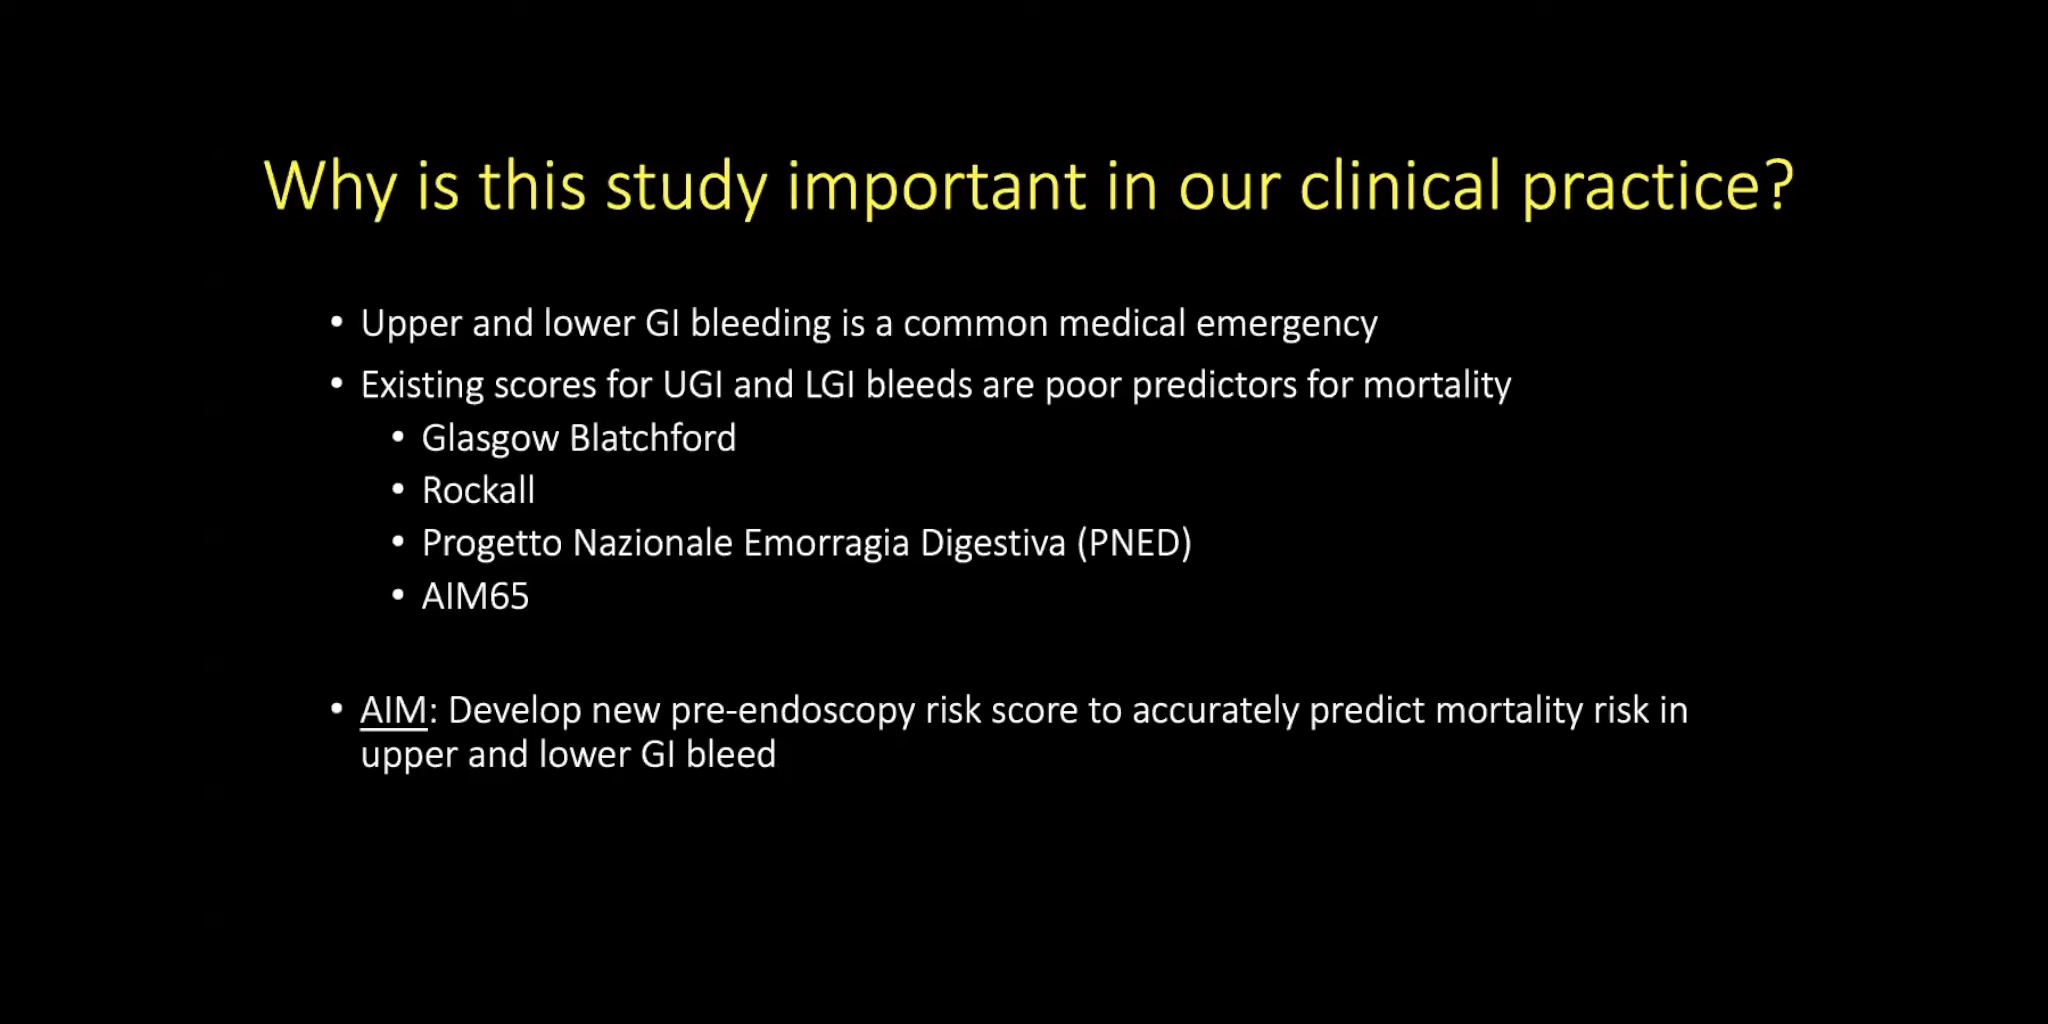 Why is this study important in our clinical practice?
• Upper and lower GI bleeding is a common medical emergency
• Existing scores for UGI and LGI bleeds are poor predictors for mortality
• Glasgow Blatchford
• Rockall
• Progetto Nazionale Emorragia Digestiva (PNED)
• AIM65
• AIM: Develop new pre-endoscopy risk score to accurately predict mortality risk in
upper and lower GI bleed